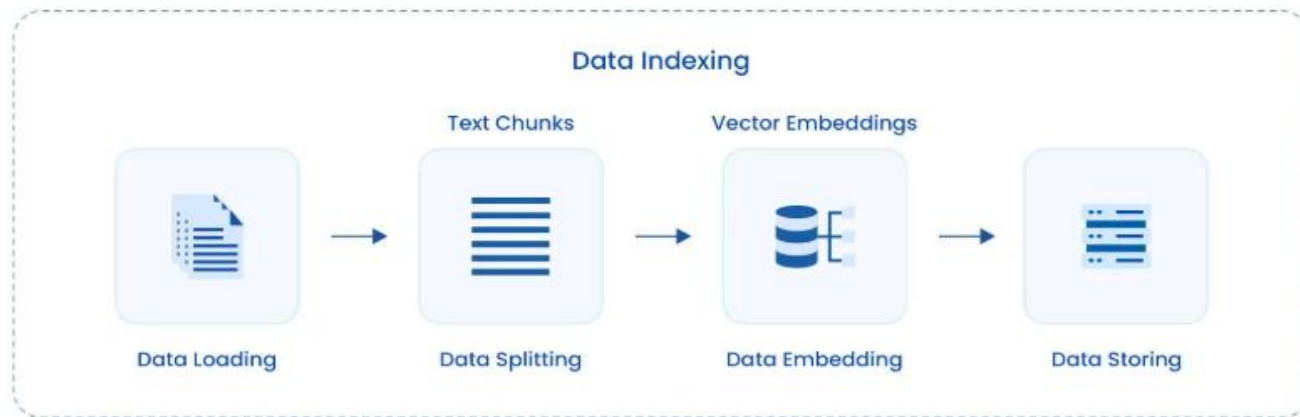 Data Indexing
Text Chunks
Vector Embeddings
Data Loading
Data Splitting
Data Embedding
Data Storing